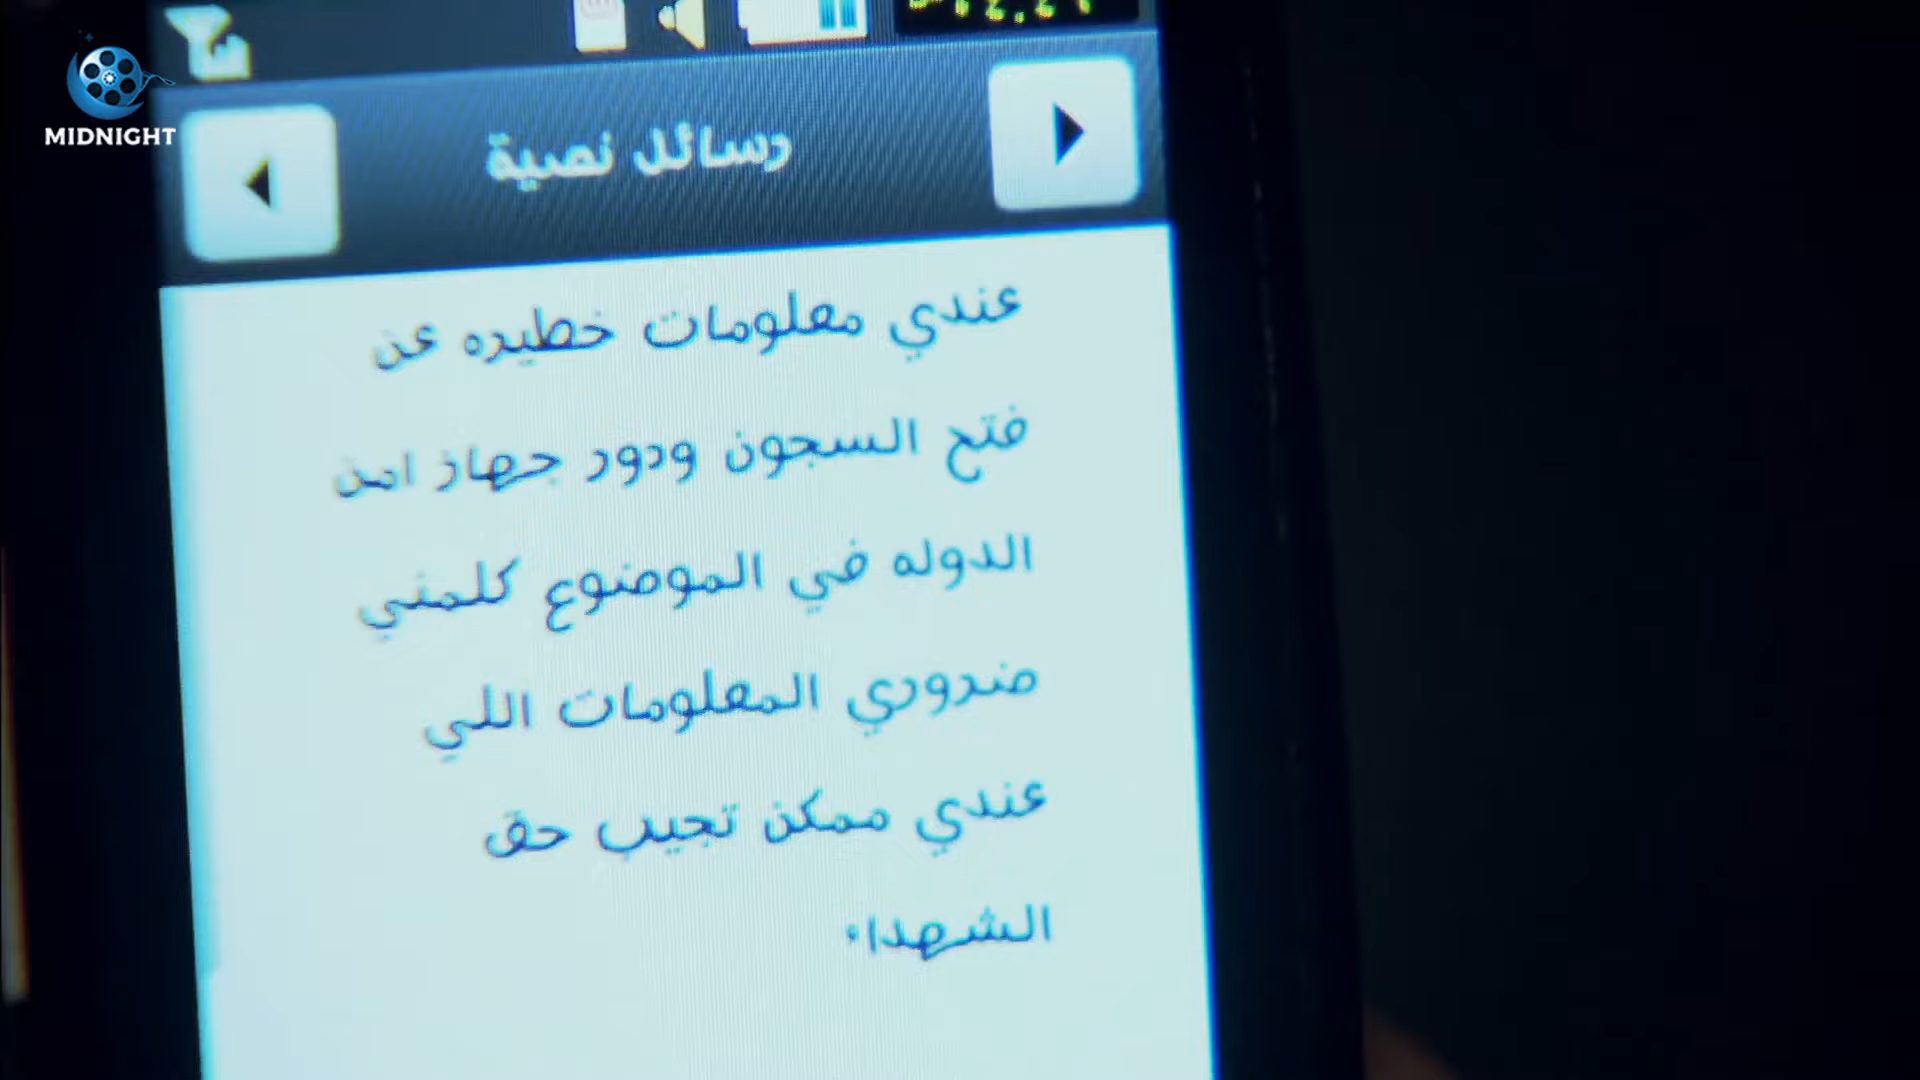 MIDNIGHT
رسائل نصية
عندي معلومات خطيره عن
فتح السجون ودور جهاز امن
الدوله في الموضوع كلمني
ضروري المعلومات اللي
عندي ممكن تجيب حق
الشهداء